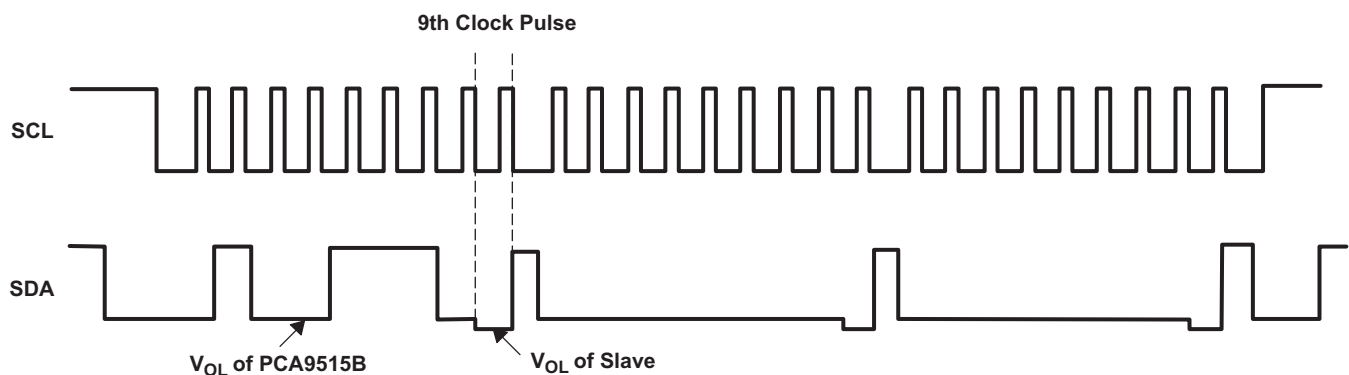 9th Clock Pulse
SCL
SDA
VOL of PCA9515B
VOL of Slave